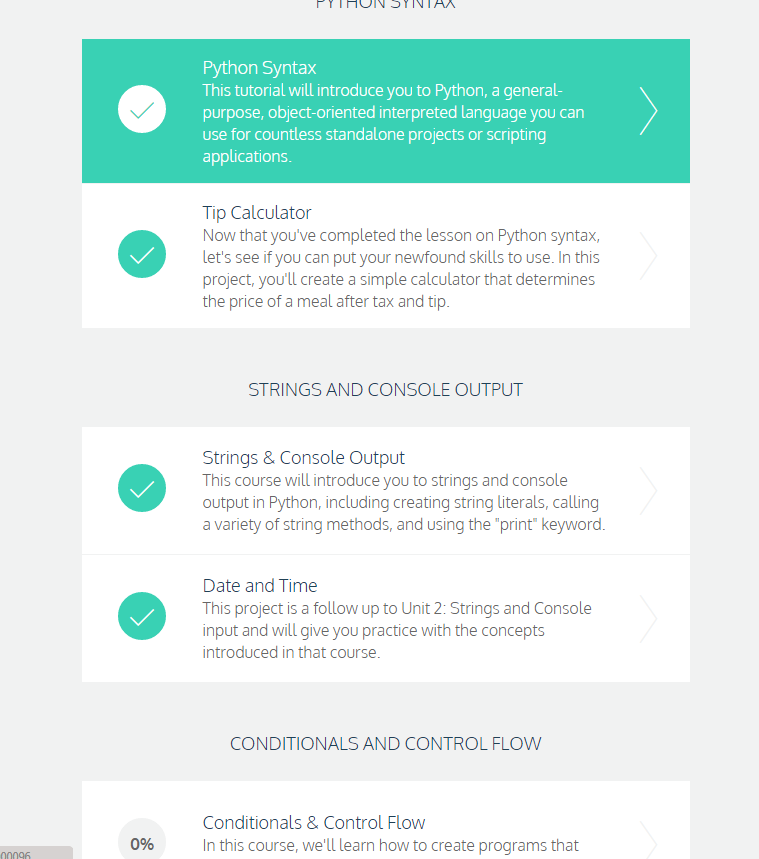 PYTHON SYNTAX
Python Syntax
This tutorial will introduce you to Python, a general-
purpose, object-oriented interpreted language you can
use for countless standalone projects or scripting
applications.
Tip Calculator
Now that you've completed the lesson on Python syntax,
let's see if you can put your newfound skills to use. In this
project, you'll create a simple calculator that determines
the price of a meal after tax and tip.
STRINGS AND CONSOLE OUTPUT
Strings & Console Output
This course will introduce you to strings and console
output in Python, including creating string literals, calling
a variety of string methods, and using the "print" keyword.
Date and Time
This project is a follow up to Unit 2: Strings and Console
input and will give you practice with the concepts
introduced in that course.
CONDITIONALS AND CONTROL FLOW
Conditionals & Control Flow
0%
In this course, we'll learn how to create programs that
00096